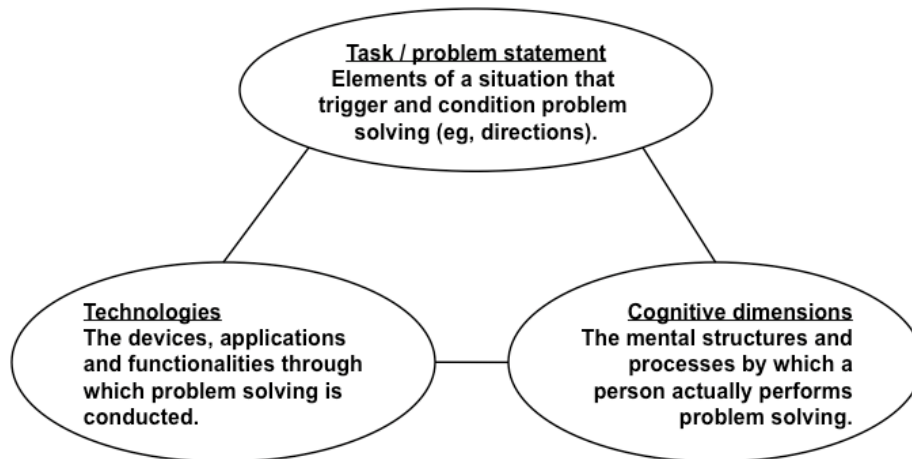 Task / problem statement
Elements of a situation that
trigger and condition problem
solving (eg, directions).
Technologies
The devices, applications
and functionalities through
which problem solving is
conducted.
Cognitive dimensions
The mental structures and
processes by which a
person actually performs
problem solving.